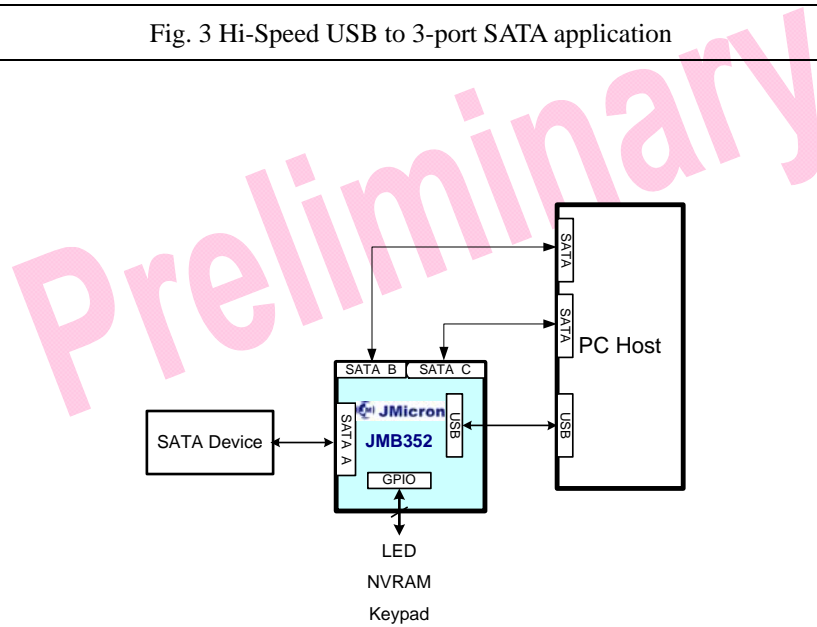 Fig. 3 Hi-Speed USB to 3-port SATA application
Preliminary
SATA
SATA
PC Host
SATA B
SATA C
JMicron
JMB352
SATA A
USB
USB
SATA Device
GPIO
LED
NVRAM
Keypad